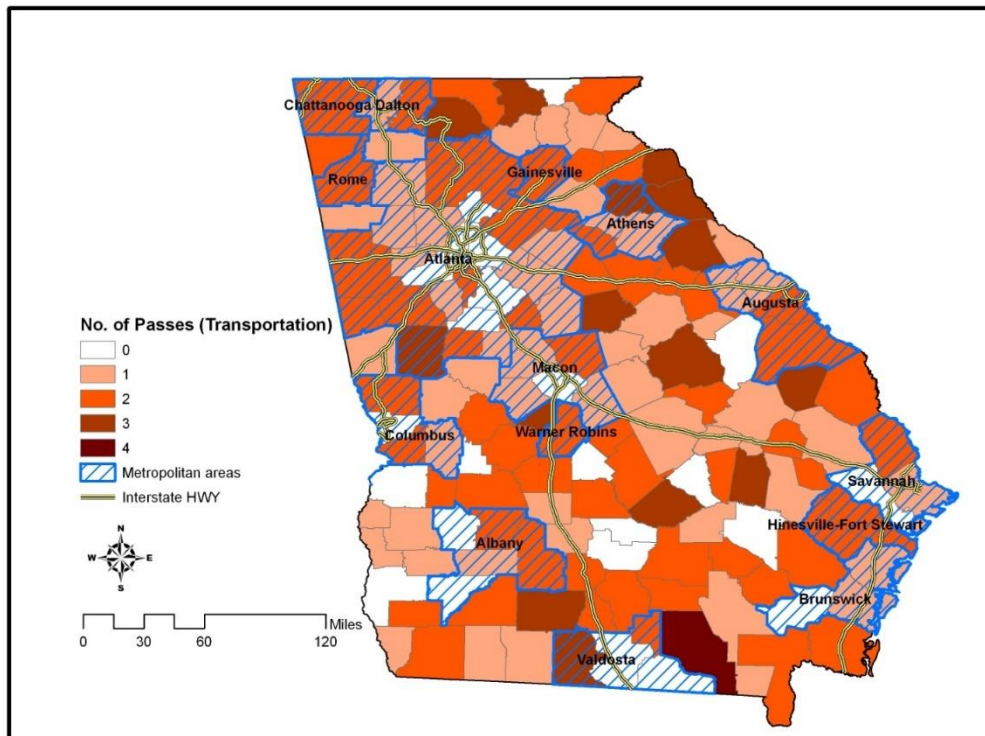 Chattanooga Dalton
Gainesville
Rome
Athens
Atlanta
Augusta
No. of Passes (Transportation)
0
1
2
3
4
Metropolitan areas
Interstate HWY
Macon
Columbus
Warner Robins
Savannah
Hinesville-Fort Stewart
Albany
Brunswick
Valdosta
N
W E
S
Miles
0 30 60 120